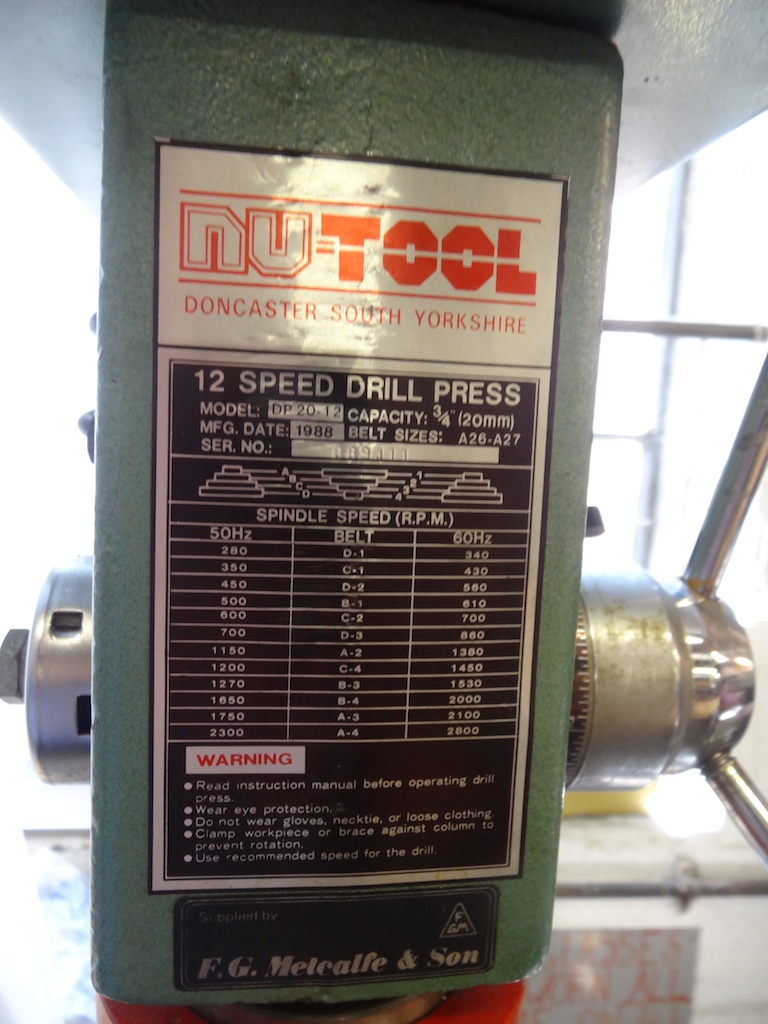 NU-TOOL
DONCASTER SOUTH YORKSHIRE
12 SPEED DRILL PRESS
MODEL: DP20-12 CAPACITY: 3/4" (20mm)
MFG. DATE: 1988 BELT SIZES: A26-A27
SER. NO.:
A B C D 4 3 2 1
SPINDLE SPEED (R.P.M.)
50Hz BELT 60Hz
280 D-1 340
350 C-1 430
450 D-2 560
500 B-1 610
600 C-2 700
700 D-3 860
1150 A-2 1380
1200 C-4 1450
1270 B-3 1530
1650 B-4 2000
1750 A-3 2100
2300 A-4 2800
WARNING
● Read instruction manual before operating drill
press.
● Wear eye protection.
● Do not wear gloves, necktie, or loose clothing.
● Clamp workpiece or brace against column to
prevent rotation.
● Use recommended speed for the drill.
Supplied by
F
G.M.
F.G. Metcalfe & Son